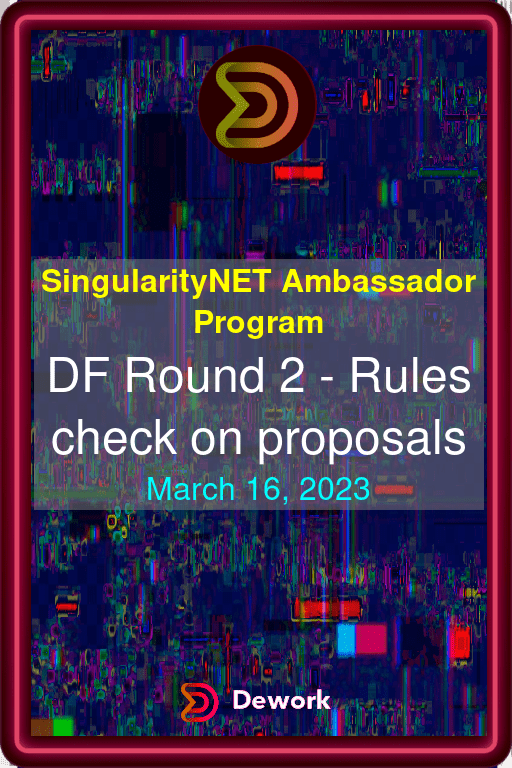 SingularityNET Ambassador
Program
DF Round 2 - Rules
check on proposals
March 16, 2023
Dework